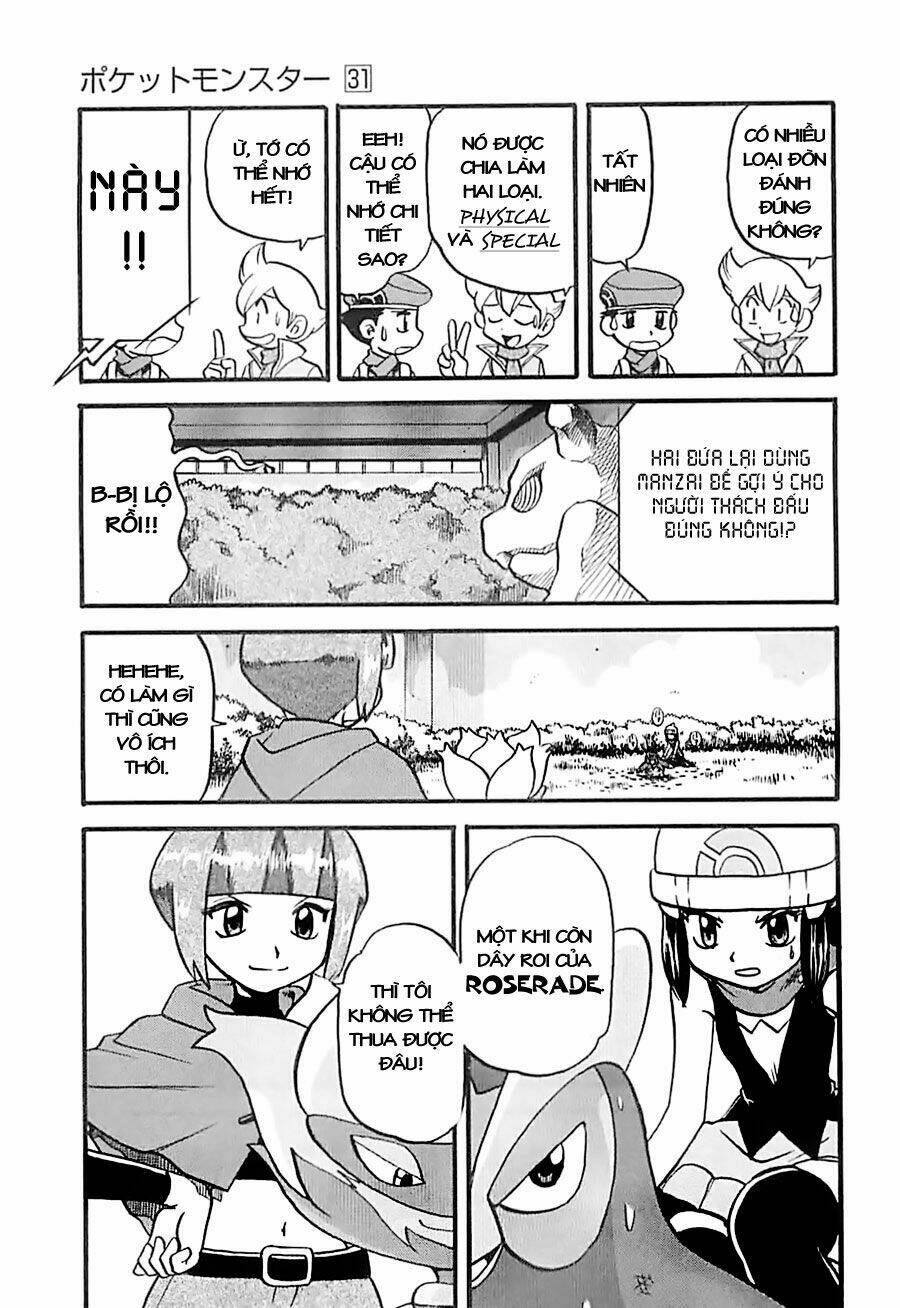 ポケットモンスター 31
CÓ NHIỀU
LOẠI ĐÒN
ĐÁNH
ĐÚNG
KHÔNG?
TẤT
NHIÊN
NÓ ĐƯỢC
CHIA LÀM
HAI LOẠI.
PHYSICAL
VÀ SPECIAL
EEH!
CẬU CÓ
THỂ
NHỚ CHI
TIẾT
SAO?
Ừ, TỚ CÓ
THỂ NHỚ
HẾT!
NÀY
!!
HAI ĐỨA LẠI DÙNG
MANZAI ĐỂ GỢI Ý CHO
NGƯỜI THÁCH ĐẤU
ĐÚNG KHÔNG!?
B-BỊ LỘ
RỒI!!
HEHEHE,
CÓ LÀM GÌ
THÌ CŨNG
VÔ ÍCH
THÔI.
MỘT KHI CÒN
DÂY ROI CỦA
ROSERADE
THÌ TÔI
KHÔNG THỂ
THUA ĐƯỢC
ĐÂU!